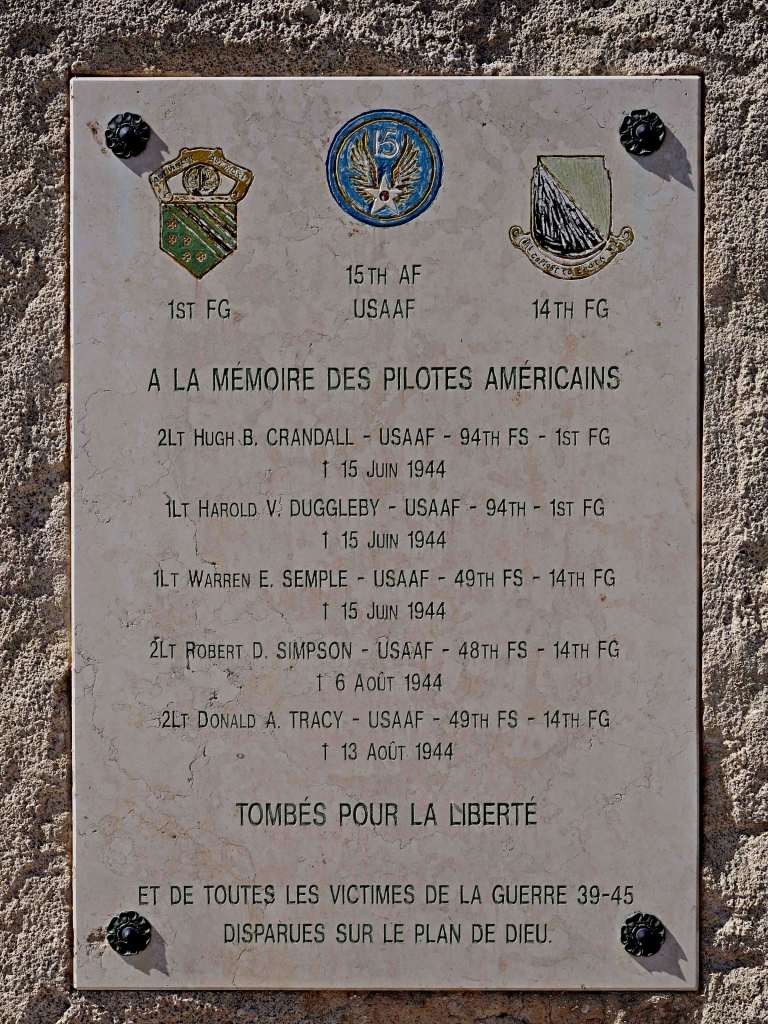 15
15TH AF
1ST FG USAAF 14TH FG
A LA MÉMOIRE DES PILOTES AMÉRICAINS
2LT HUGH B. CRANDALL - USAAF - 94TH FS - 1ST FG
† 15 JUIN 1944
1LT HAROLD V. DUGGLEBY - USAAF - 94TH - 1ST FG
† 15 JUIN 1944
1LT WARREN E. SEMPLE - USAAF - 49TH FS - 14TH FG
† 15 JUIN 1944
2LT ROBERT D. SIMPSON - USAAF - 48TH FS - 14TH FG
† 6 AOÛT 1944
2LT DONALD A. TRACY - USAAF - 49TH FS - 14TH FG
† 13 AOÛT 1944
TOMBÉS POUR LA LIBERTÉ
ET DE TOUTES LES VICTIMES DE LA GUERRE 39-45
DISPARUES SUR LE PLAN DE DIEU.